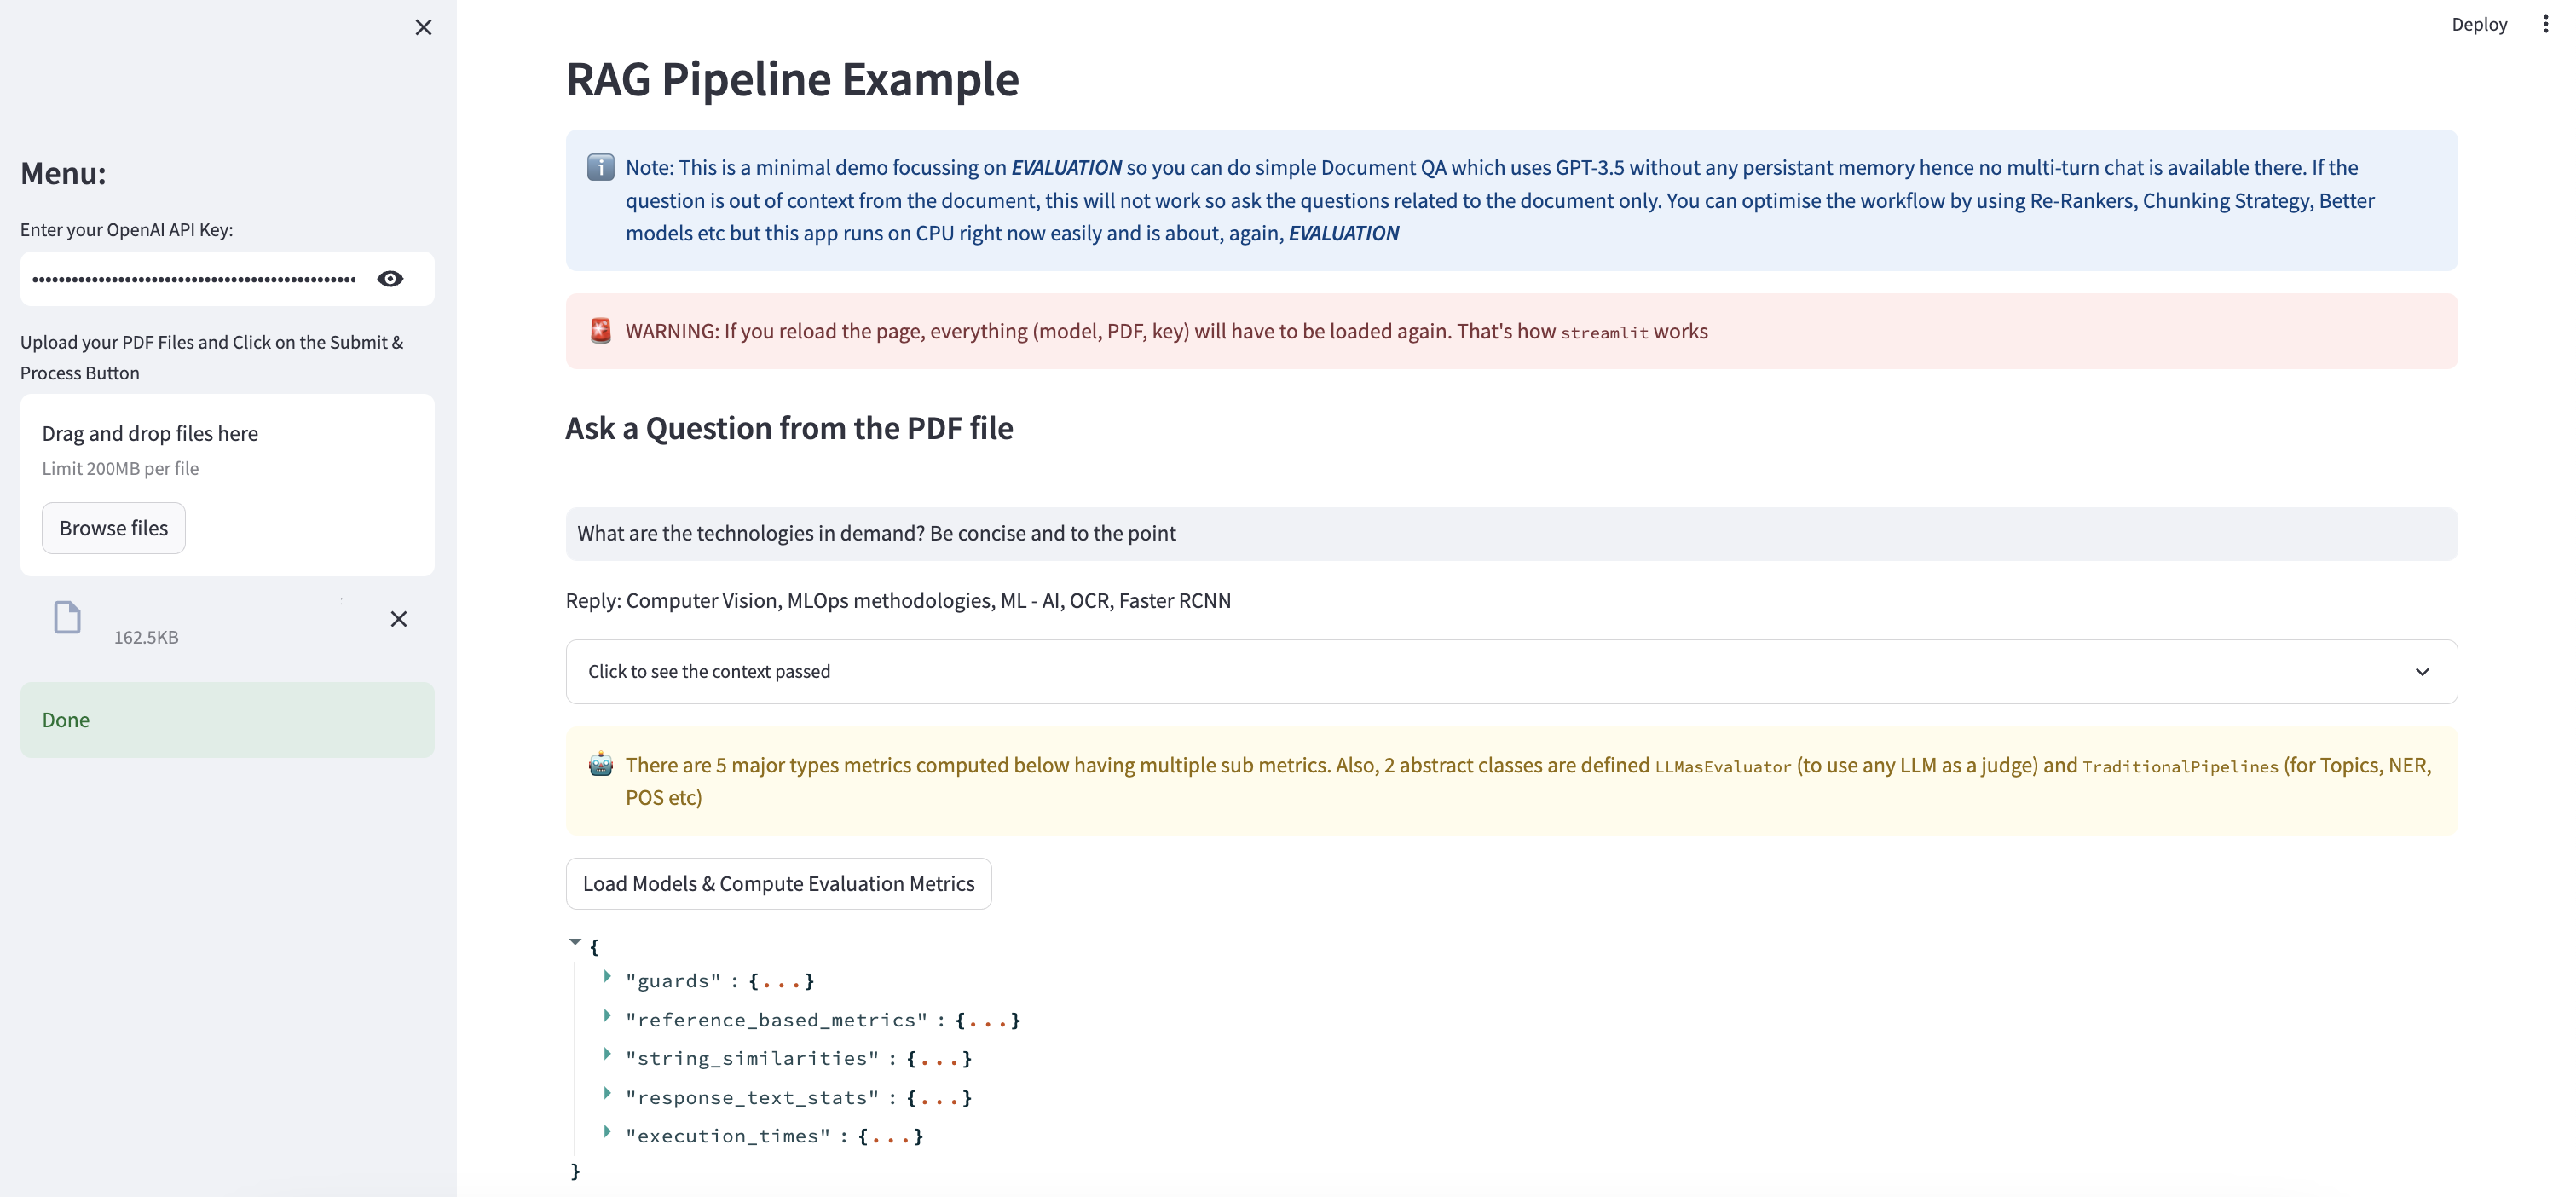 Deploy
Menu:
Enter your OpenAI API Key:
••••••••••••••••••••••••••••••••••••••••••••••••••
Upload your PDF Files and Click on the Submit &
Process Button
Drag and drop files here
Limit 200MB per file
Browse files
162.5KB
Done
RAG Pipeline Example
Note: This is a minimal demo focussing on EVALUATION so you can do simple Document QA which uses GPT-3.5 without any persistant memory hence no multi-turn chat is available there. If the
question is out of context from the document, this will not work so ask the questions related to the document only. You can optimise the workflow by using Re-Rankers, Chunking Strategy, Better
models etc but this app runs on CPU right now easily and is about, again, EVALUATION
WARNING: If you reload the page, everything (model, PDF, key) will have to be loaded again. That's how streamlit works
Ask a Question from the PDF file
What are the technologies in demand? Be concise and to the point
Reply: Computer Vision, MLOps methodologies, ML - AI, OCR, Faster RCNN
Click to see the context passed
There are 5 major types metrics computed below having multiple sub metrics. Also, 2 abstract classes are defined LLMasEvaluator (to use any LLM as a judge) and TraditionalPipelines (for Topics, NER,
POS etc)
Load Models & Compute Evaluation Metrics
{
"guards" : {...}
"reference_based_metrics" : {...}
"string_similarities" : {...}
"response_text_stats" : {...}
"execution_times" : {...}
}